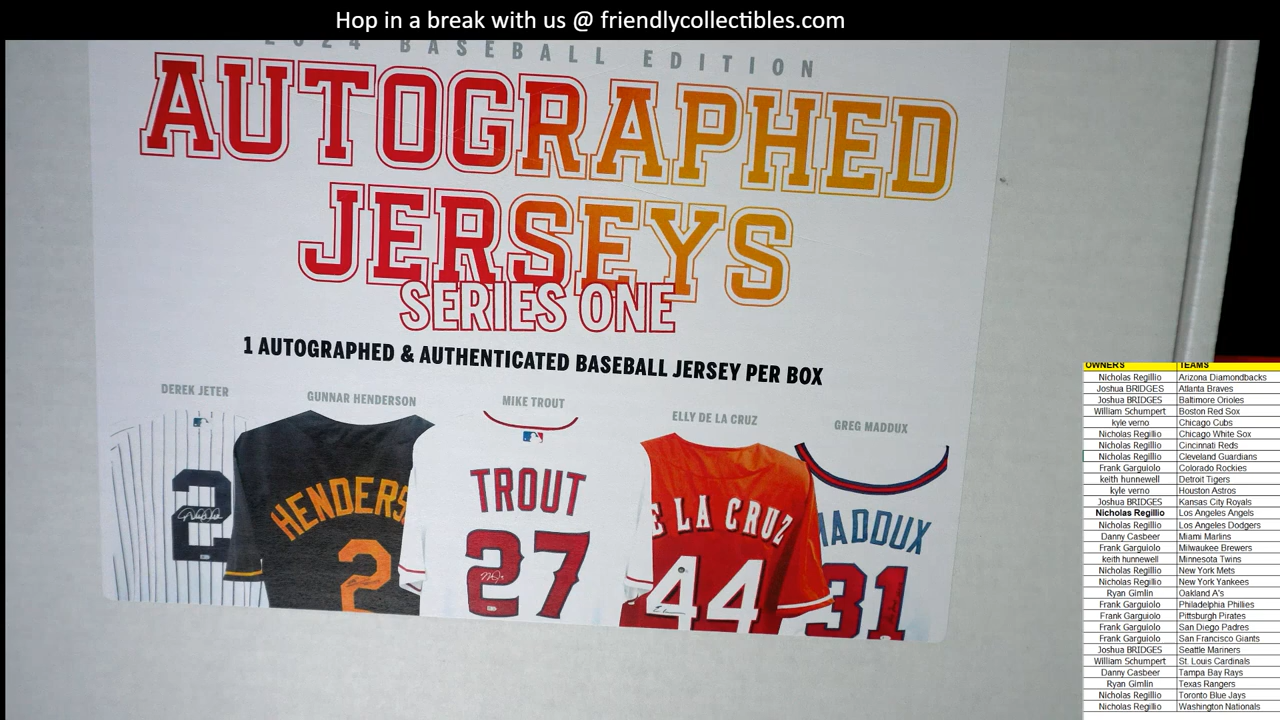 Hop in a break with us @ friendlycollectibles.com
2024 BASEBALL EDITION
AUTOGRAPHED
JERSEYS
SERIES ONE
1 AUTOGRAPHED & AUTHENTICATED BASEBALL JERSEY PER BOX
DEREK JETER
GUNNAR HENDERSON
MIKE TROUT
ELLY DE LA CRUZ
GREG MADDUX
2
HENDERS
2
TROUT
27
E LA CRUZ
44
MADDUX
31
OWNERS TEAMS
Nicholas Regillio Arizona Diamondbacks
Joshua BRIDGES Atlanta Braves
Joshua BRIDGES Baltimore Orioles
William Schumpert Boston Red Sox
kyle verno Chicago Cubs
Nicholas Regillio Chicago White Sox
Nicholas Regillio Cincinnati Reds
Nicholas Regillio Cleveland Guardians
Frank Garguiolo Colorado Rockies
keith hunnewell Detroit Tigers
kyle verno Houston Astros
Joshua BRIDGES Kansas City Royals
Nicholas Regillio Los Angeles Angels
Nicholas Regillio Los Angeles Dodgers
Danny Casbeer Miami Marlins
Frank Garguiolo Milwaukee Brewers
keith hunnewell Minnesota Twins
Nicholas Regillio New York Mets
Nicholas Regillio New York Yankees
Ryan Gimlin Oakland A's
Frank Garguiolo Philadelphia Phillies
Frank Garguiolo Pittsburgh Pirates
Frank Garguiolo San Diego Padres
Frank Garguiolo San Francisco Giants
Joshua BRIDGES Seattle Mariners
William Schumpert St. Louis Cardinals
Danny Casbeer Tampa Bay Rays
Ryan Gimlin Texas Rangers
Nicholas Regillio Toronto Blue Jays
Nicholas Regillio Washington Nationals